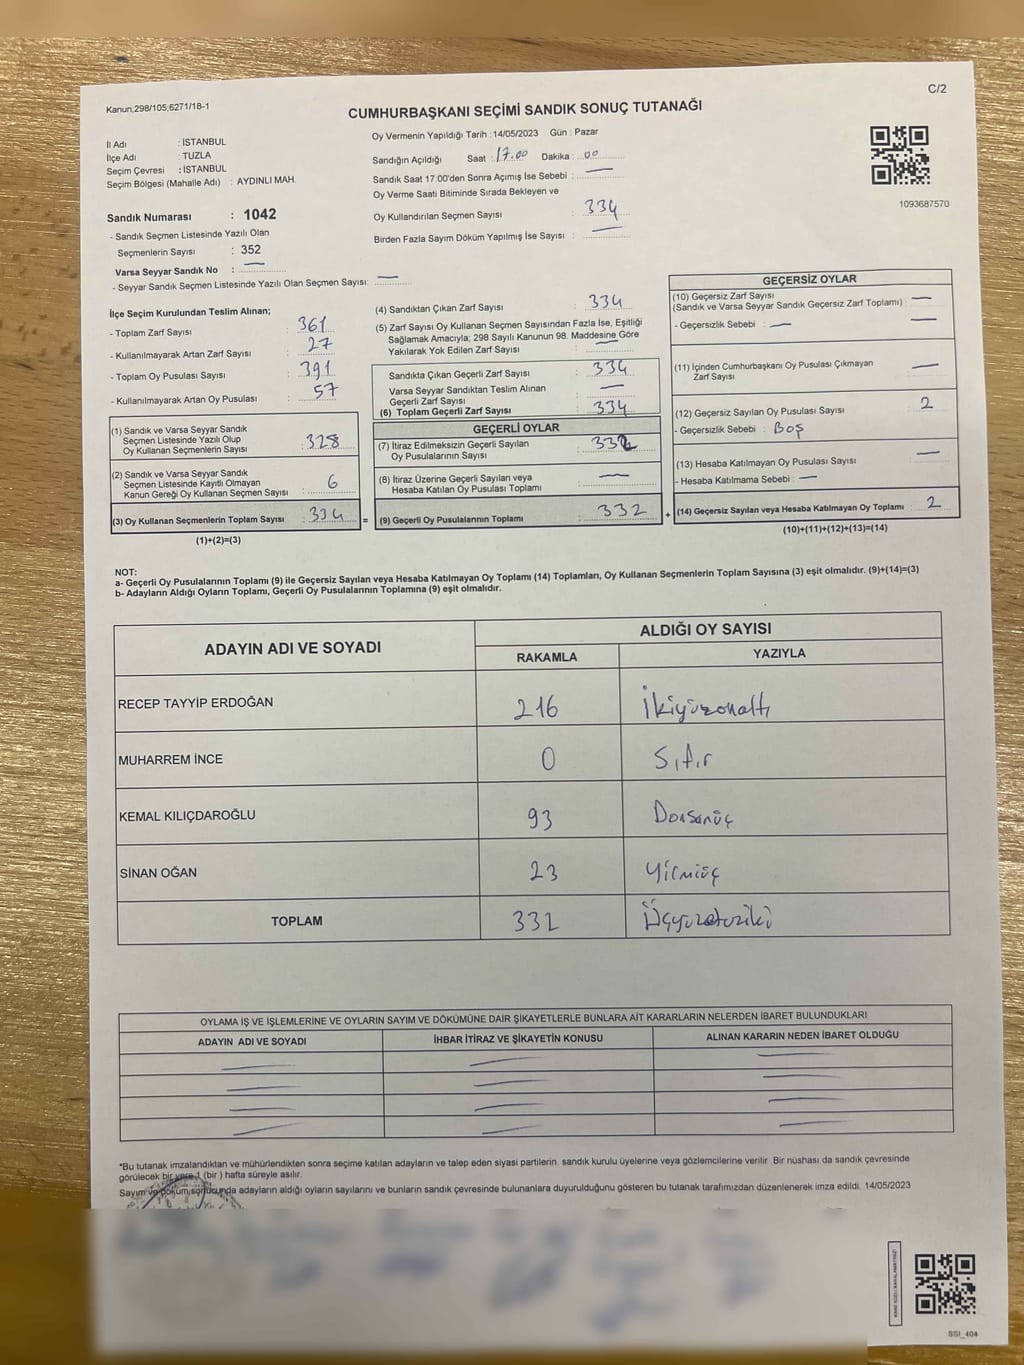 Kanun;298/105;6271/18-1
C/2
CUMHURBAŞKANI SEÇİMİ SANDIK SONUÇ TUTANAĞI
İl Adı : İSTANBUL
İlçe Adı : TUZLA
Seçim Çevresi : İSTANBUL
Seçim Bölgesi (Mahalle Adı) : AYDINLI MAH.
Oy Vermenin Yapıldığı Tarih : 14/05/2023 Gün : Pazar
Sandığın Açıldığı Saat : 17.00 Dakika : 00
Sandık Saat 17:00'den Sonra Açımış İse Sebebi : —
Oy Verme Saati Bitiminde Sırada Bekleyen ve
Oy Kullandırılan Seçmen Sayısı : 334
Birden Fazla Sayım Döküm Yapılmış İse Sayısı : —
1093687570
Sandık Numarası : 1042
- Sandık Seçmen Listesinde Yazılı Olan
Seçmenlerin Sayısı : 352
Varsa Seyyar Sandık No : —
- Seyyar Sandık Seçmen Listesinde Yazılı Olan Seçmen Sayısı: —
İlçe Seçim Kurulundan Teslim Alınan;
- Toplam Zarf Sayısı : 361
- Kullanılmayarak Artan Zarf Sayısı : 27
- Toplam Oy Pusulası Sayısı : 391
- Kullanılmayarak Artan Oy Pusulası : 57
(1) Sandık ve Varsa Seyyar Sandık
Seçmen Listesinde Yazılı Olup
Oy Kullanan Seçmenlerin Sayısı : 328
(2) Sandık ve Varsa Seyyar Sandık
Seçmen Listesinde Kayıtlı Olmayan
Kanun Gereği Oy Kullanan Seçmen Sayısı : 6
(3) Oy Kullanan Seçmenlerin Toplam Sayısı : 334 =
(1)+(2)=(3)
(4) Sandıktan Çıkan Zarf Sayısı : 334
(5) Zarf Sayısı Oy Kullanan Seçmen Sayısından Fazla İse, Eşitliği
Sağlamak Amacıyla; 298 Sayılı Kanunun 98. Maddesine Göre
Yakılarak Yok Edilen Zarf Sayısı : —
Sandıkta Çıkan Geçerli Zarf Sayısı : 334
Varsa Seyyar Sandıktan Teslim Alınan
Geçerli Zarf Sayısı : —
(6) Toplam Geçerli Zarf Sayısı : 334
GEÇERLİ OYLAR
(7) İtiraz Edilmeksizin Geçerli Sayılan
Oy Pusulalarının Sayısı : 332
(8) İtiraz Üzerine Geçerli Sayılan veya
Hesaba Katılan Oy Pusulası Toplamı : —
(9) Geçerli Oy Pusulalarının Toplamı : 332 +
GEÇERSİZ OYLAR
(10) Geçersiz Zarf Sayısı —
(Sandık ve Varsa Seyyar Sandık Geçersiz Zarf Toplamı) :
- Geçersizlik Sebebi : — —
(11) İçinden Cumhurbaşkanı Oy Pusulası Çıkmayan
Zarf Sayısı —
(12) Geçersiz Sayılan Oy Pusulası Sayısı : 2
- Geçersizlik Sebebi : Boş
(13) Hesaba Katılmayan Oy Pusulası Sayısı : —
- Hesaba Katılmama Sebebi : —
(14) Geçersiz Sayılan veya Hesaba Katılmayan Oy Toplamı : 2
(10)+(11)+(12)+(13)=(14)
NOT:
a- Geçerli Oy Pusulalarının Toplamı (9) ile Geçersiz Sayılan veya Hesaba Katılmayan Oy Toplamı (14) Toplamları, Oy Kullanan Seçmenlerin Toplam Sayısına (3) eşit olmalıdır. (9)+(14)=(3)
b- Adayların Aldığı Oyların Toplamı, Geçerli Oy Pusulalarının Toplamına (9) eşit olmalıdır.
ADAYIN ADI VE SOYADI
ALDIĞI OY SAYISI
RAKAMLA YAZIYLA
RECEP TAYYİP ERDOĞAN 216 İkiyüzonaltı
MUHARREM İNCE 0 Sıfır
KEMAL KILIÇDAROĞLU 93 Doksanüç
SİNAN OĞAN 23 Yirmiüç
TOPLAM 332 Üçyüzotuziki
OYLAMA İŞ VE İŞLEMLERİNE VE OYLARIN SAYIM VE DÖKÜMÜNE DAİR ŞİKAYETLERLE BUNLARA AİT KARARLARIN NELERDEN İBARET BULUNDUKLARI
ADAYIN ADI VE SOYADI İHBAR İTİRAZ VE ŞİKAYETİN KONUSU ALINAN KARARIN NEDEN İBARET OLDUĞU
*Bu tutanak imzalandıktan ve mühürlendikten sonra seçime katılan adayların ve talep eden siyasi partilerin, sandık kurulu üyelerine veya gözlemcilerine verilir. Bir nüshası da sandık çevresinde
görülecek bir yere 1 (bir) hafta süreyle asılır.
Sayım ve döküm sonucunda adayların aldığı oyların sayılarını ve bunların sandık çevresinde bulunanlara duyurulduğunu gösteren bu tutanak tarafımızdan düzenlenerek imza edildi. 14/05/2023
SSI_404